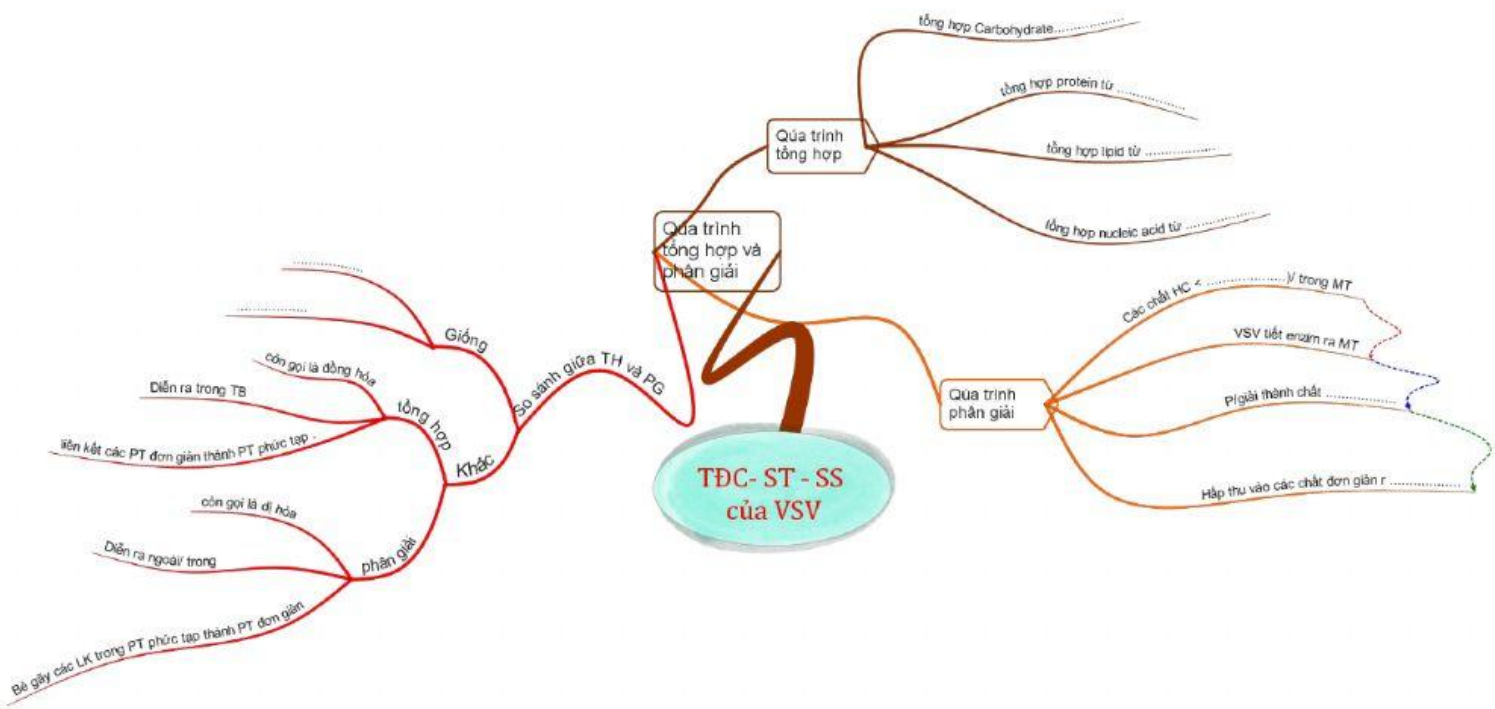 tổng hợp Carbohydrate..............
tổng hợp protein từ ..................
tổng hợp lipid từ ......................
tổng hợp nucleic acid từ ......................
Qúa trình
tổng hợp
Qúa trình
tổng hợp và
phân giải
Các chất HC < ......................)/ trong MT
VSV tiết enzim ra MT
P/giải thành chất ......................
Hấp thu vào các chất đơn giản r ......................
Qúa trình
phân giải
TĐC- ST - SS
của VSV
So sánh giữa TH và PG
Giống
..................
..................
Khác
tổng hợp
còn gọi là đồng hóa
Diễn ra trong TB
liên kết các PT đơn giản thành PT phức tạp .
phân giải
còn gọi là dị hóa
Diễn ra ngoài/ trong
Bẻ gãy các LK trong PT phức tạp thành PT đơn giản